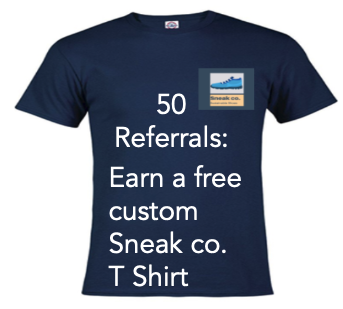 50
Referrals:
Earn a free
custom
Sneak co.
T Shirt
Sneak co.